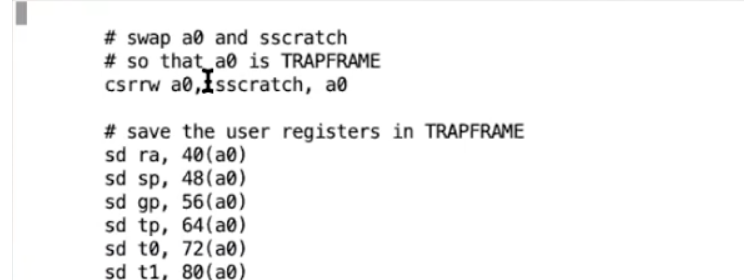 # swap a0 and sscratch
# so that a0 is TRAPFRAME
csrrw a0, sscratch, a0
# save the user registers in TRAPFRAME
sd ra, 40(a0)
sd sp, 48(a0)
sd gp, 56(a0)
sd tp, 64(a0)
sd t0, 72(a0)
sd t1, 80(a0)